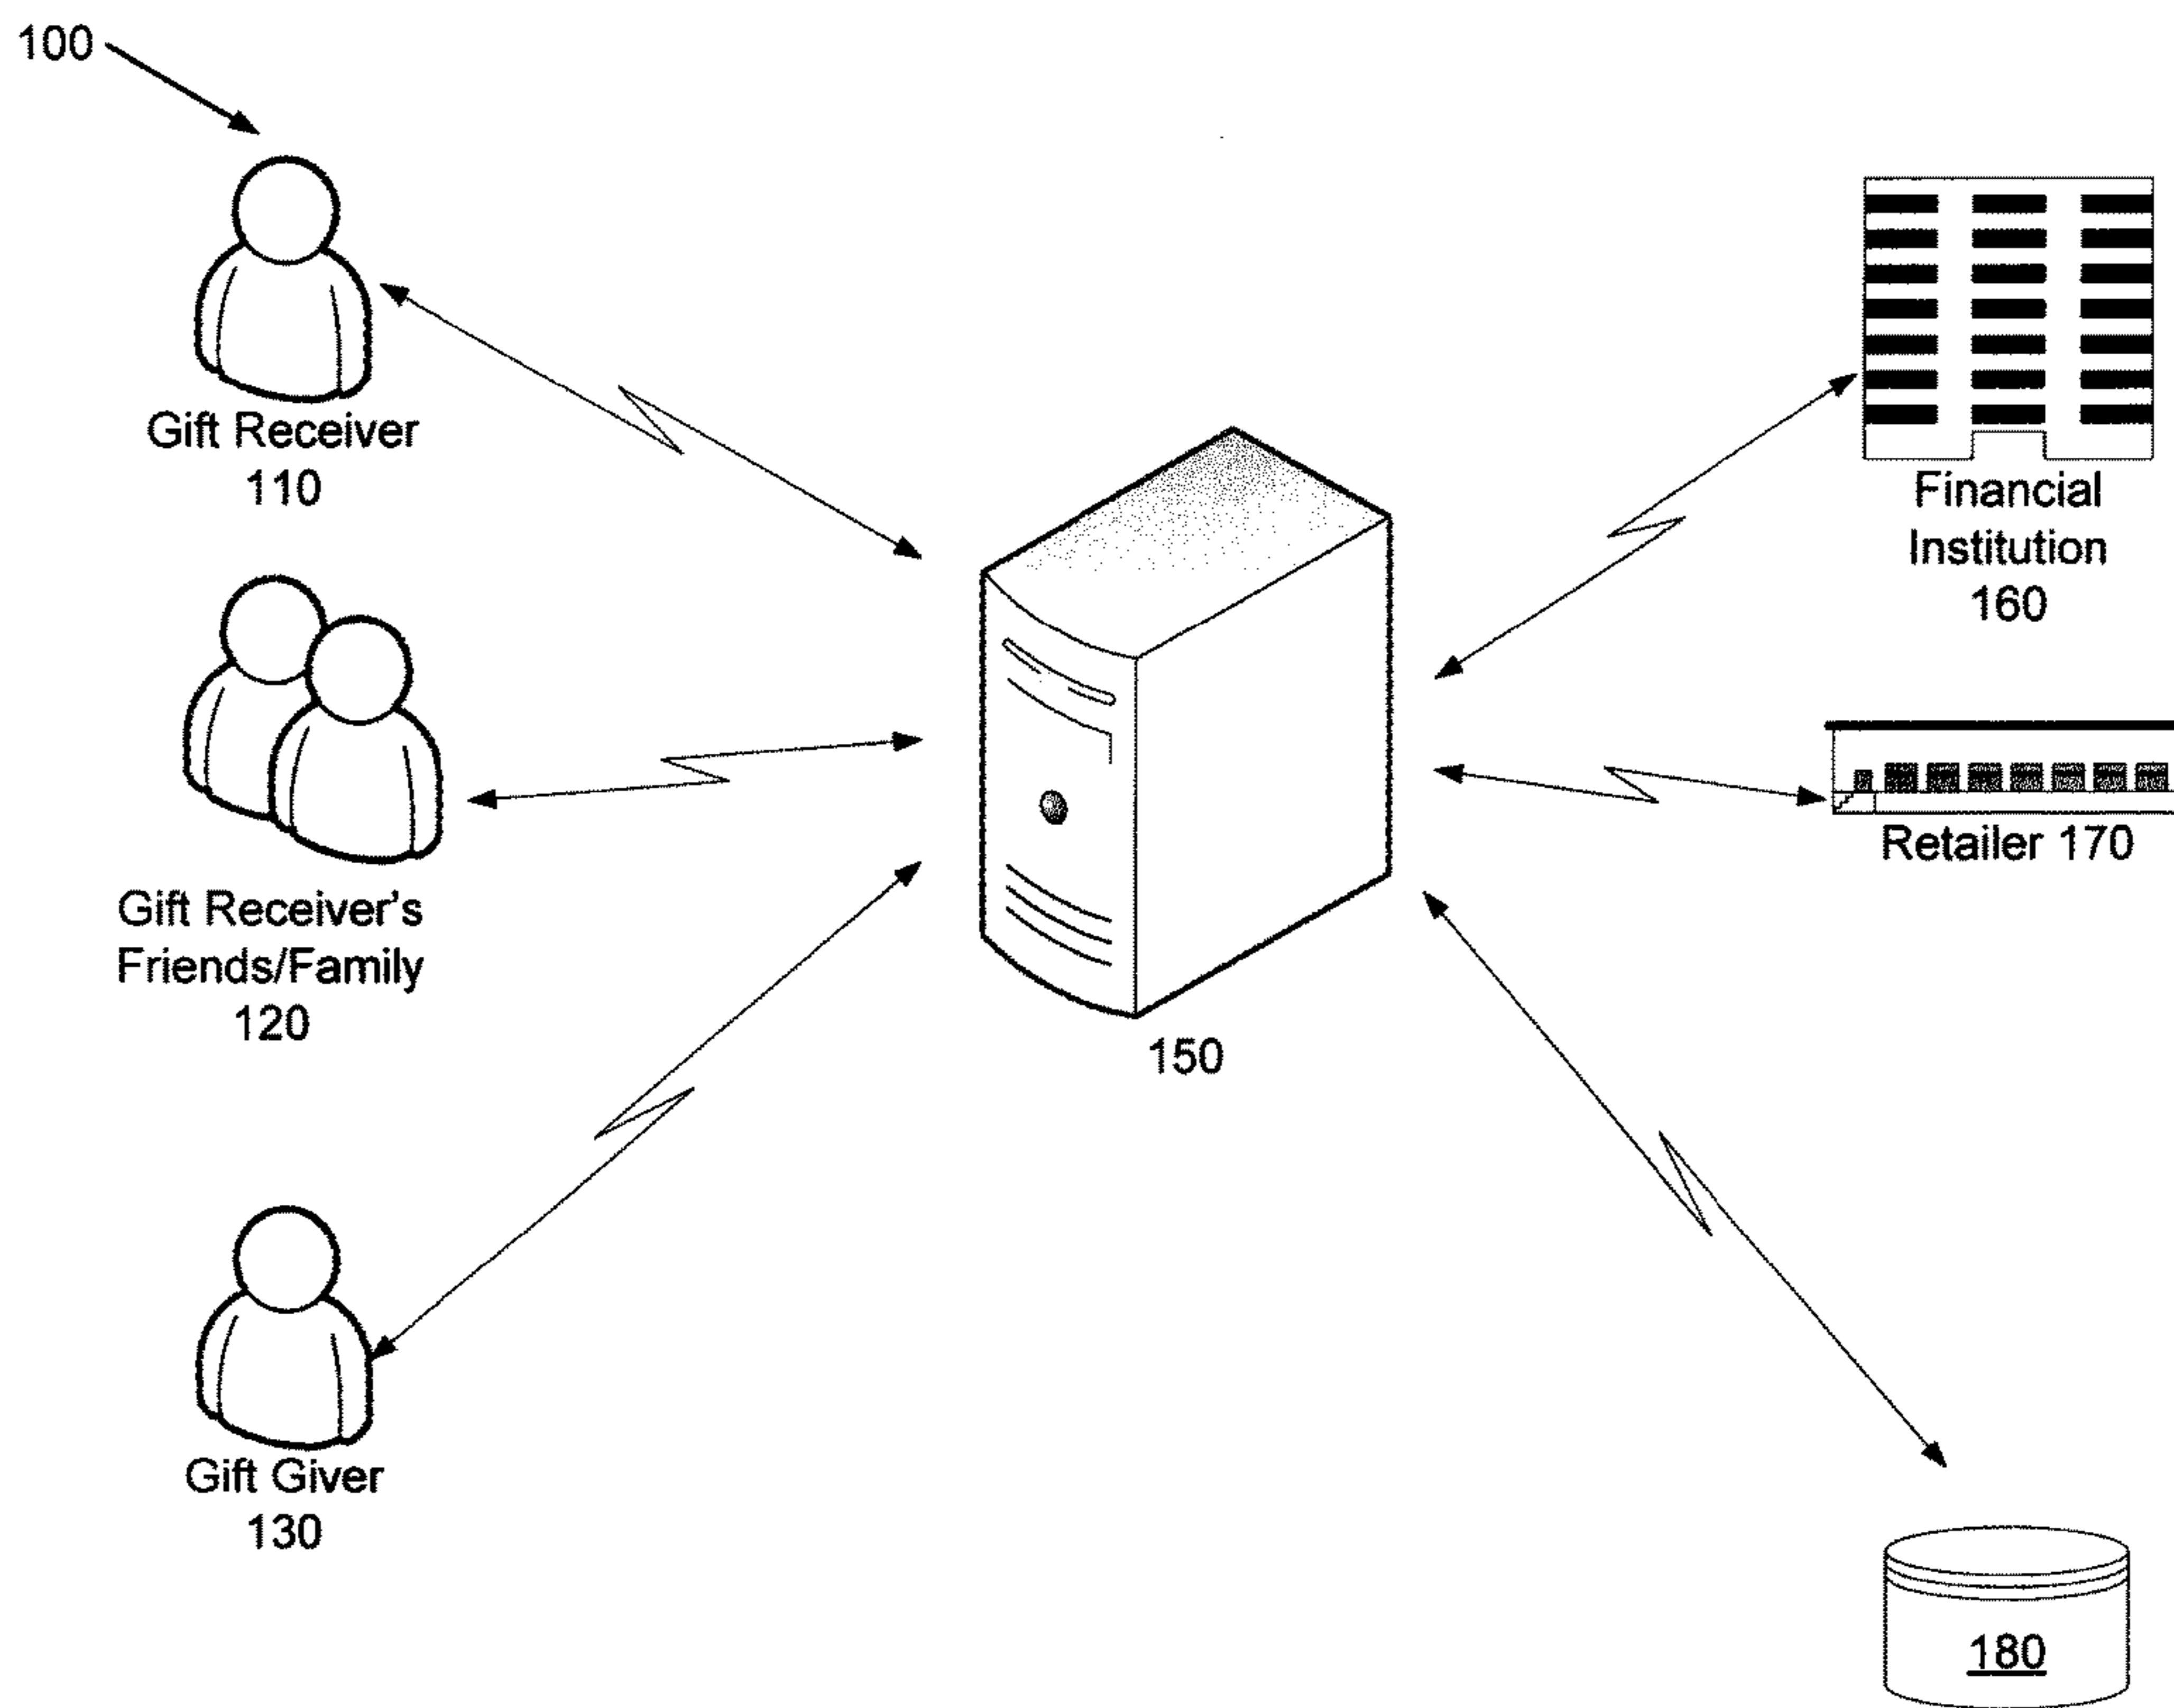 100
Gift Receiver
110
Gift Receiver's
Friends/Family
120
Gift Giver
130
150
Financial
Institution
160
Retailer 170
180